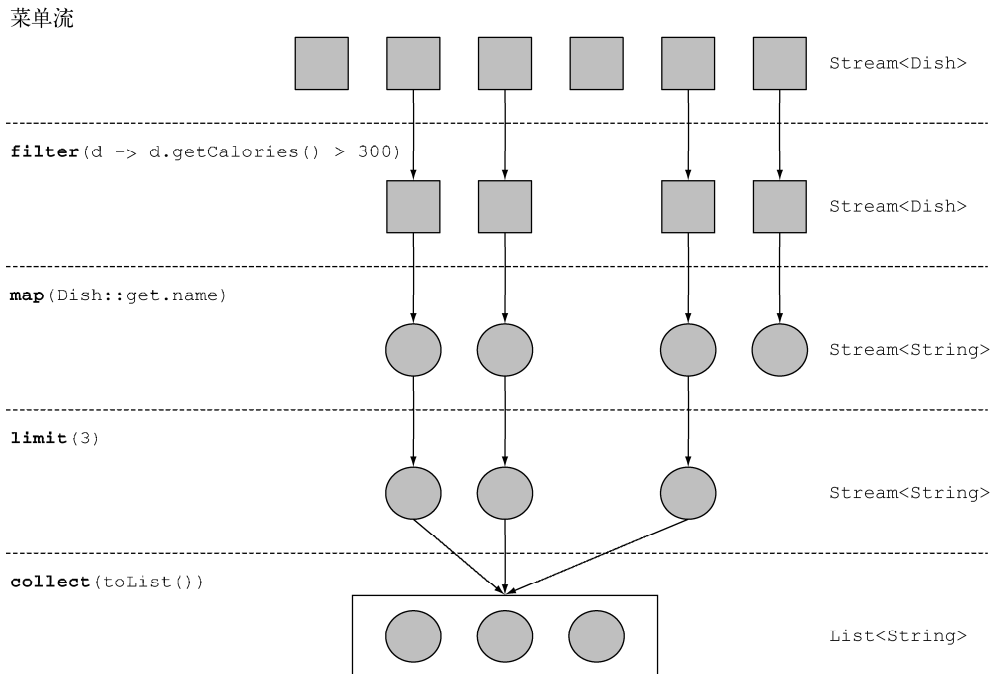 菜单流
Stream<Dish>
filter(d -> d.getCalories() > 300)
Stream<Dish>
map(Dish::get.name)
Stream<String>
limit(3)
Stream<String>
collect(toList())
List<String>